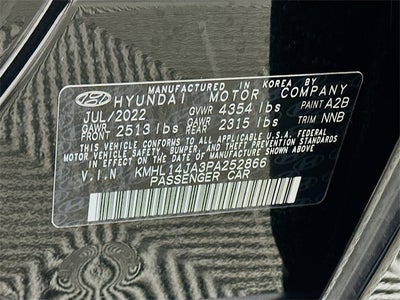 MANUFACTURED IN KOREA BY
HYUNDAI MOTOR COMPANY
JUL/2022 GVWR 4354 lbs PAINT A2B
GAWR FRONT 2513 lbs GAWR REAR 2315 lbs TRIM NNB
THIS VEHICLE CONFORMS TO ALL APPLICABLE U.S.A. FEDERAL
MOTOR VEHICLE SAFETY, BUMPER, AND THEFT PREVENTION
STANDARDS IN EFFECT ON THE DATE OF MANUFACTURE SHOWN ABOVE.
V.I.N KMHL14JA3PA252866
PASSENGER CAR